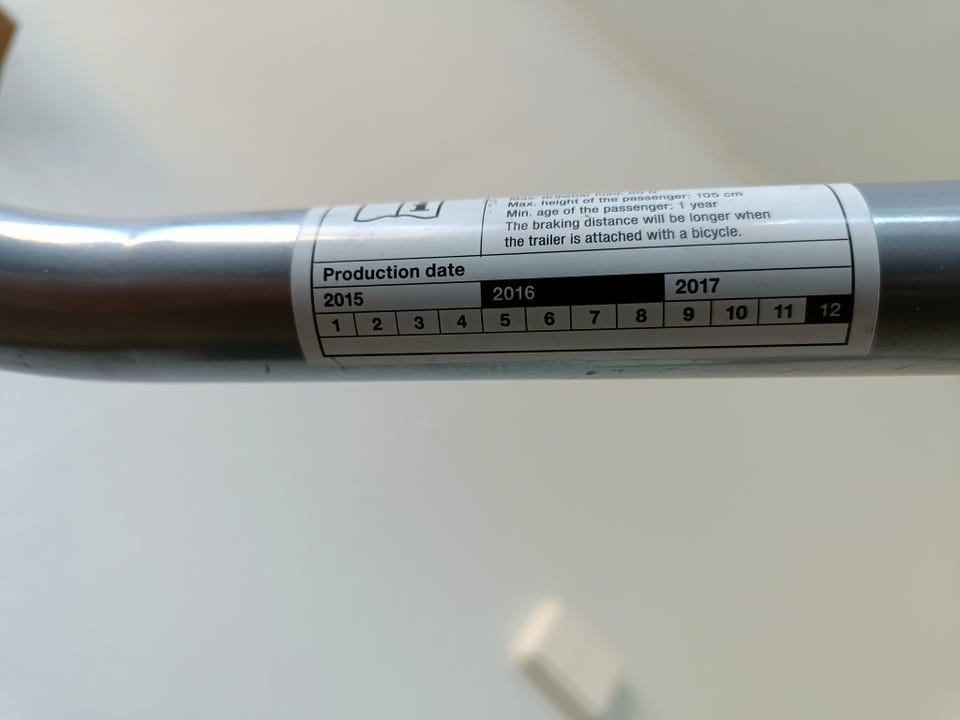 Max. height of the passenger: 105 cm
Min. age of the passenger: 1 year
The braking distance will be longer when
the trailer is attached with a bicycle.
Production date
2015 2016 2017
1 2 3 4 5 6 7 8 9 10 11 12